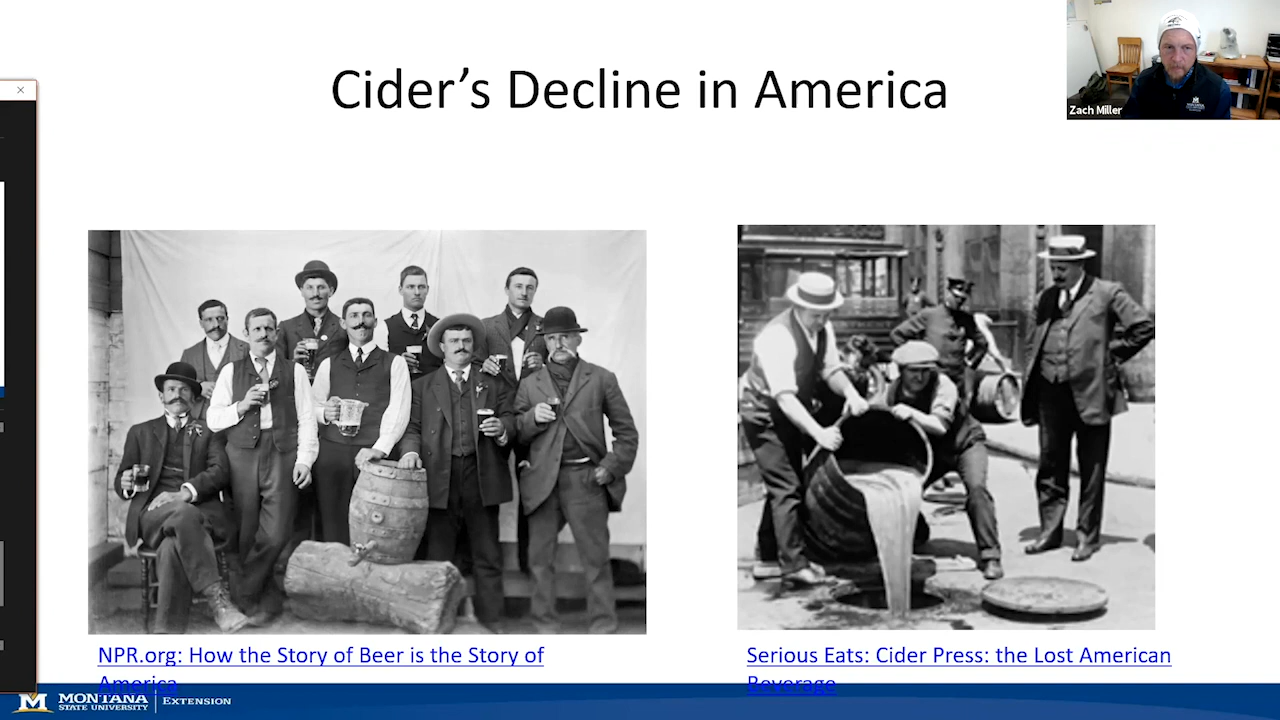 Cider's Decline in America
Zach Miller
NPR.org: How the Story of Beer is the Story of
America
Serious Eats: Cider Press: the Lost American
Beverage
M MONTANA
STATE UNIVERSITY
EXTENSION